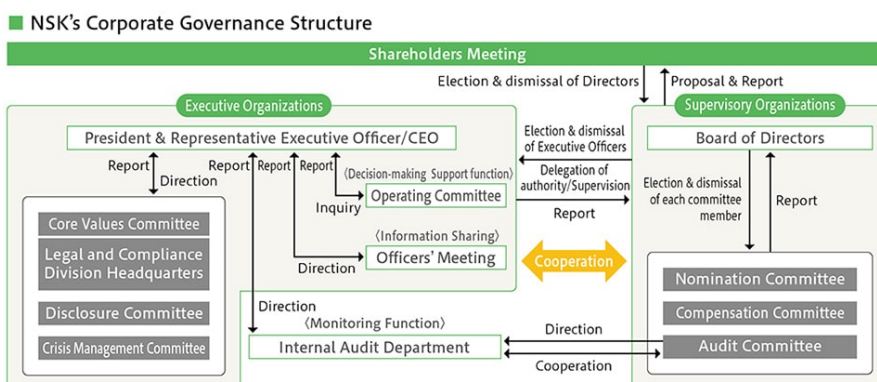 NSK's Corporate Governance Structure
Shareholders Meeting
Election & dismissal of Directors
Proposal & Report
Executive Organizations
Supervisory Organizations
President & Representative Executive Officer/CEO
Election & dismissal
of Executive Officers
Board of Directors
Report
Direction
Report
Report
Report
〈Decision-making Support function〉
Operating Committee
Inquiry
Delegation of
authority/Supervision
Report
Election & dismissal
of each committee
member
Report
Core Values Committee
Legal and Compliance
Division Headquarters
Disclosure Committee
Crisis Management Committee
〈Information Sharing〉
Officers' Meeting
Direction
Cooperation
Nomination Committee
Compensation Committee
Audit Committee
Direction
〈Monitoring Function〉
Internal Audit Department
Direction
Cooperation